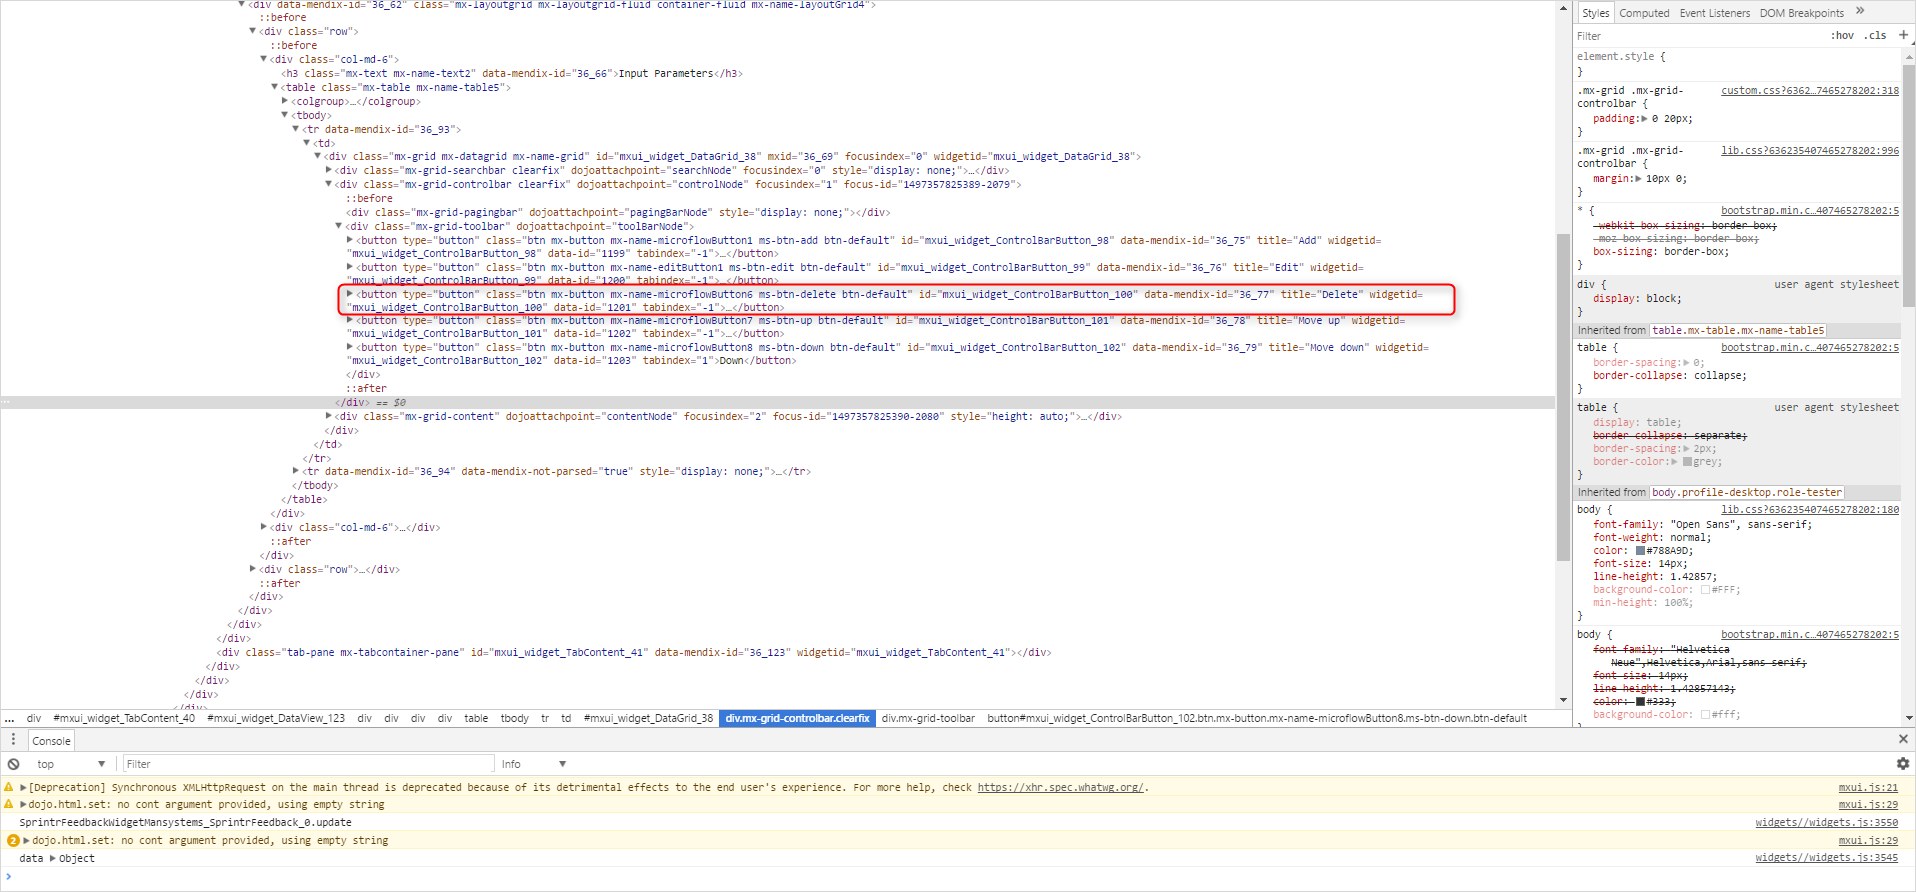 <div data-mendix-id="36_62" class="mx-layoutgrid mx-layoutgrid-fluid container-fluid mx-name-layoutGrid4">
::before
<div class="row">
::before
<div class="col-md-6">
<h3 class="mx-text mx-name-text2" data-mendix-id="36_66">Input Parameters</h3>
<table class="mx-table mx-name-table5">
<colgroup>…</colgroup>
<tbody>
<tr data-mendix-id="36_93">
<td>
<div class="mx-grid mx-datagrid mx-name-grid" id="mxui_widget_DataGrid_38" mxid="36_69" focusindex="0" widgetid="mxui_widget_DataGrid_38">
<div class="mx-grid-searchbar clearfix" dojoattachpoint="searchNode" focusindex="0" style="display: none;">…</div>
<div class="mx-grid-controlbar clearfix" dojoattachpoint="controlNode" focusindex="1" focus-id="1497357825389-2079">
::before
<div class="mx-grid-pagingbar" dojoattachpoint="pagingBarNode" style="display: none;"></div>
<div class="mx-grid-toolbar" dojoattachpoint="toolBarNode">
<button type="button" class="btn mx-button mx-name-microflowButton1 ms-btn-add btn-default" id="mxui_widget_ControlBarButton_98" data-mendix-id="36_75" title="Add" widgetid=
"mxui_widget_ControlBarButton_98" data-id="1199" tabindex="-1">…</button>
<button type="button" class="btn mx-button mx-name-editButton1 ms-btn-edit btn-default" id="mxui_widget_ControlBarButton_99" data-mendix-id="36_76" title="Edit" widgetid=
"mxui_widget_ControlBarButton_99" data-id="1200" tabindex="-1">…</button>
<button type="button" class="btn mx-button mx-name-microflowButton6 ms-btn-delete btn-default" id="mxui_widget_ControlBarButton_100" data-mendix-id="36_77" title="Delete" widgetid=
"mxui_widget_ControlBarButton_100" data-id="1201" tabindex="-1">…</button>
<button type="button" class="btn mx-button mx-name-microflowButton7 ms-btn-up btn-default" id="mxui_widget_ControlBarButton_101" data-mendix-id="36_78" title="Move up" widgetid=
"mxui_widget_ControlBarButton_101" data-id="1202" tabindex="-1">…</button>
<button type="button" class="btn mx-button mx-name-microflowButton8 ms-btn-down btn-default" id="mxui_widget_ControlBarButton_102" data-mendix-id="36_79" title="Move down" widgetid=
"mxui_widget_ControlBarButton_102" data-id="1203" tabindex="1">Down</button>
</div>
::after
</div> == $0
<div class="mx-grid-content" dojoattachpoint="contentNode" focusindex="2" focus-id="1497357825390-2080" style="height: auto;">…</div>
</div>
</td>
</tr>
<tr data-mendix-id="36_94" data-mendix-not-parsed="true" style="display: none;">…</tr>
</tbody>
</table>
</div>
<div class="col-md-6">…</div>
::after
</div>
<div class="row">…</div>
::after
</div>
</div>
</div>
</div>
<div class="tab-pane mx-tabcontainer-pane" id="mxui_widget_TabContent_41" data-mendix-id="36_123" widgetid="mxui_widget_TabContent_41"></div>
</div>
</div>
</div>
... div #mxui_widget_TabContent_40 #mxui_widget_DataView_123 div div div table tbody tr td #mxui_widget_DataGrid_38 div.mx-grid-controlbar.clearfix div.mx-grid-toolbar button#mxui_widget_ControlBarButton_102.btn.mx-button.mx-name-microflowButton8.ms-btn-down.btn-default
Styles Computed Event Listeners DOM Breakpoints »
Filter :hov .cls +
element.style {
}
.mx-grid .mx-grid- custom.css?6362…7465278202:318
controlbar {
padding: 0 20px;
}
.mx-grid .mx-grid- lib.css?636235407465278202:996
controlbar {
margin: 10px 0;
}
* { bootstrap.min.c…407465278202:5
-webkit-box-sizing: border-box;
-moz-box-sizing: border-box;
box-sizing: border-box;
}
div { user agent stylesheet
display: block;
}
Inherited from table.mx-table.mx-name-table5
table { bootstrap.min.c…407465278202:5
border-spacing: 0;
border-collapse: collapse;
}
table { user agent stylesheet
display: table;
border-collapse: separate;
border-spacing: 2px;
border-color: grey;
}
Inherited from body.profile-desktop.role-tester
body { lib.css?636235407465278202:180
font-family: "Open Sans", sans-serif;
font-weight: normal;
color: #788A9D;
font-size: 14px;
line-height: 1.42857;
background-color: #FFF;
min-height: 100%;
}
body { bootstrap.min.c…407465278202:5
font-family: "Helvetica
Neue",Helvetica,Arial,sans-serif;
font-size: 14px;
line-height: 1.42857143;
color: #333;
background-color: #fff;
Console
top Filter Info
[Deprecation] Synchronous XMLHttpRequest on the main thread is deprecated because of its detrimental effects to the end user's experience. For more help, check https://xhr.spec.whatwg.org/. mxui.js:21
dojo.html.set: no cont argument provided, using empty string mxui.js:29
SprintrFeedbackWidgetMansystems_SprintrFeedback_0.update widgets//widgets.js:3550
2 dojo.html.set: no cont argument provided, using empty string mxui.js:29
data Object widgets//widgets.js:3545